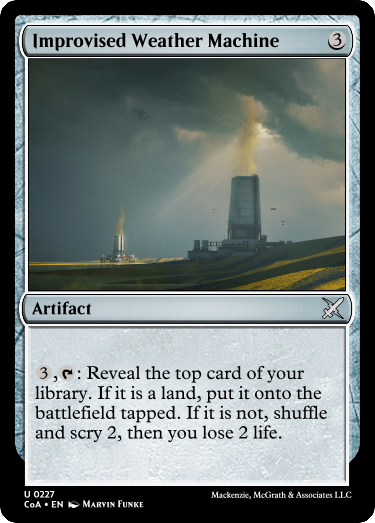 Improvised Weather Machine 3
Artifact
3, T: Reveal the top card of your
library. If it is a land, put it onto the
battlefield tapped. If it is not, shuffle
and scry 2, then you lose 2 life.
U 0227
CoA • EN Marvin Funke
Mackenzie, McGrath & Associates LLC